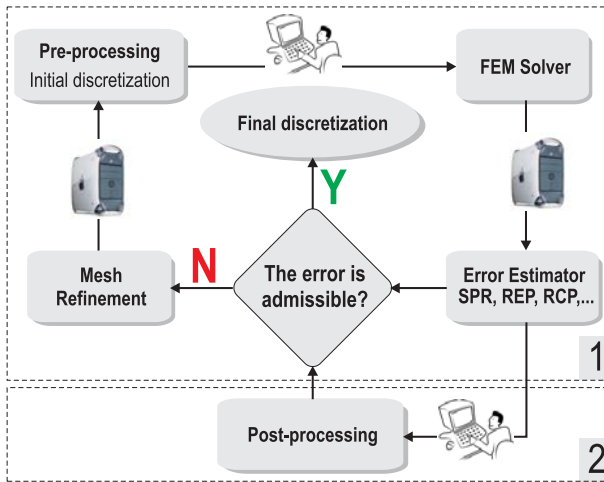 Pre-processing
Initial discretization
FEM Solver
Final discretization
Y
N
Mesh
Refinement
The error is
admissible?
Error Estimator
SPR, REP, RCP,...
1
Post-processing
2